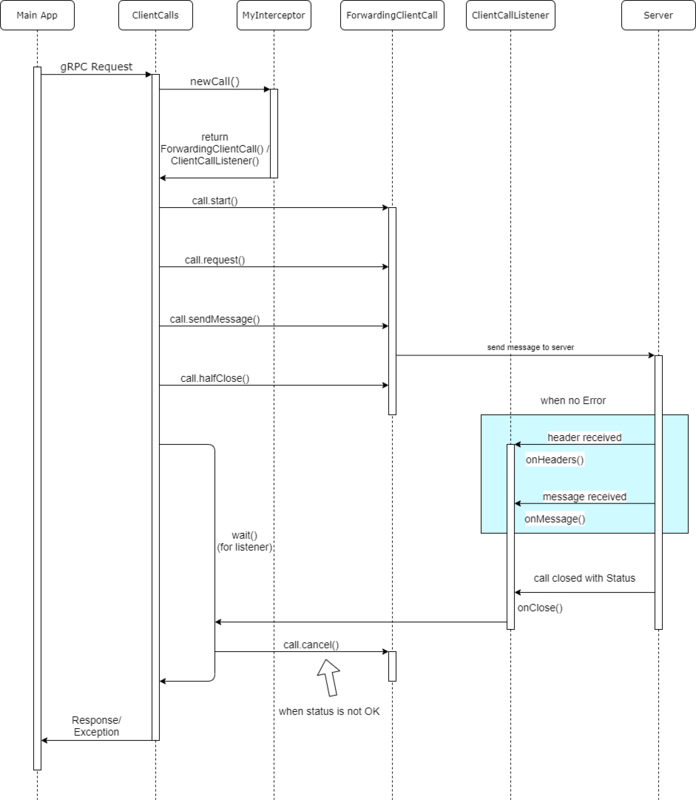 Main App
ClientCalls
MyInterceptor
ForwardingClientCall
ClientCallListener
Server
gRPC Request
newCall()
return
ForwardingClientCall() /
ClientCallListener()
call.start()
call.request()
call.sendMessage()
send message to server
call.halfClose()
when no Error
header received
onHeaders()
message received
onMessage()
wait()
(for listener)
call closed with Status
onClose()
call.cancel()
when status is not OK
Response/
Exception